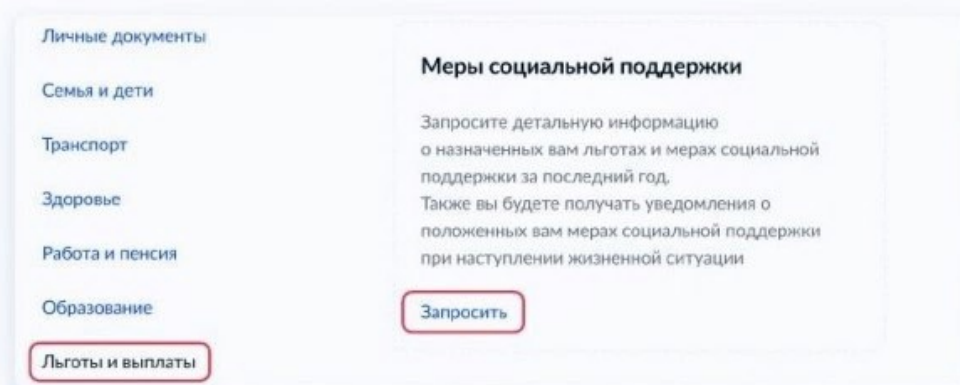 Личные документы
Семья и дети
Транспорт
Здоровье
Работа и пенсия
Образование
Льготы и выплаты
Меры социальной поддержки
Запросите детальную информацию
о назначенных вам льготах и мерах социальной
поддержки за последний год.
Также вы будете получать уведомления о
положенных вам мерах социальной поддержки
при наступлении жизненной ситуации
Запросить